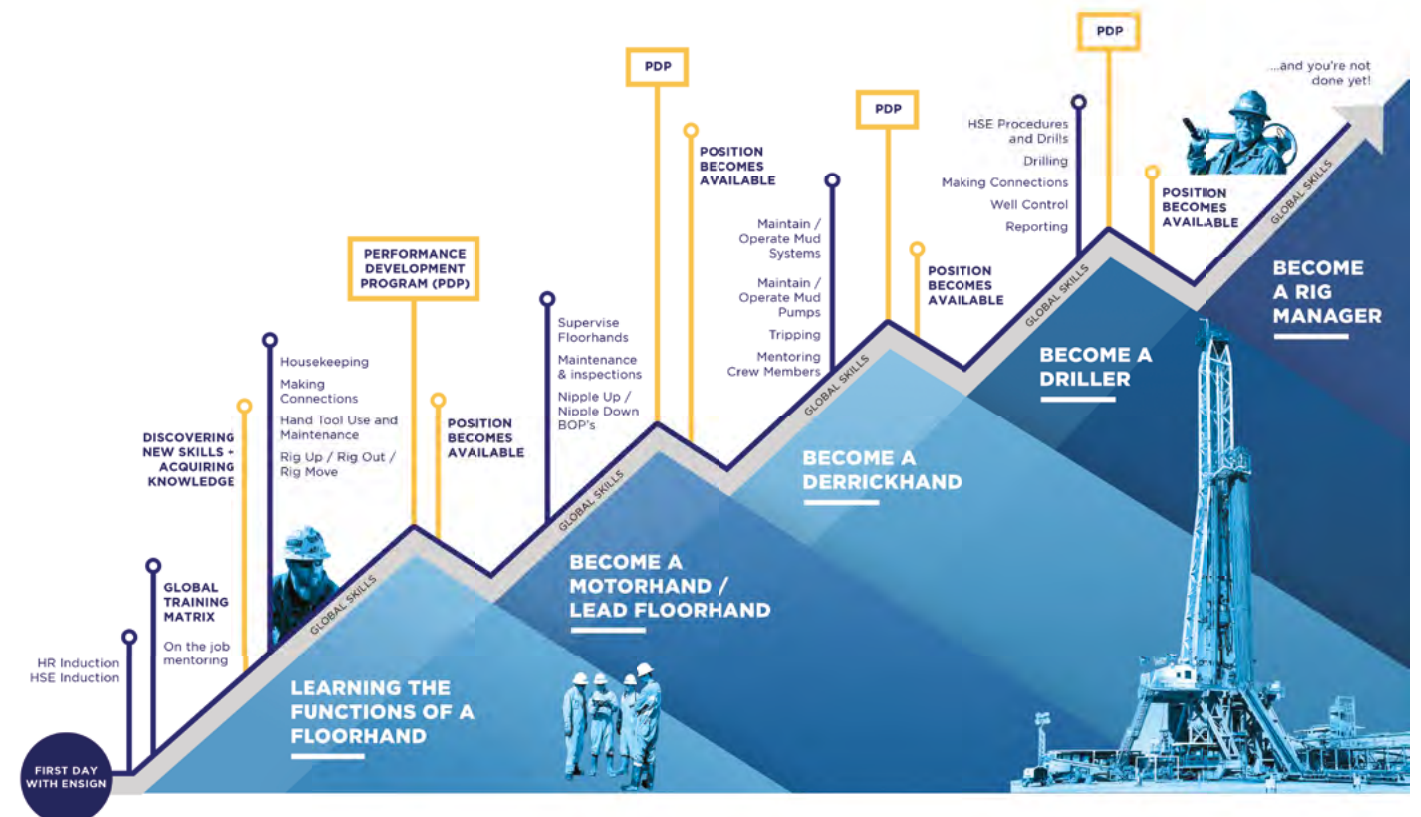 FIRST DAY
WITH ENSIGN
HR Induction
HSE Induction
GLOBAL
TRAINING
MATRIX
On the job
mentoring
DISCOVERING
NEW SKILLS +
ACQUIRING
KNOWLEDGE
Housekeeping
Making
Connections
Hand Tool Use and
Maintenance
Rig Up / Rig Out /
Rig Move
GLOBAL SKILLS
LEARNING THE
FUNCTIONS OF A
FLOORHAND
PERFORMANCE
DEVELOPMENT
PROGRAM (PDP)
POSITION
BECOMES
AVAILABLE
Supervise
Floorhands
Maintenance
& inspections
Nipple Up /
Nipple Down
BOP's
GLOBAL SKILLS
BECOME A
MOTORHAND /
LEAD FLOORHAND
PDP
POSITION
BECOMES
AVAILABLE
Maintain /
Operate Mud
Systems
Maintain /
Operate Mud
Pumps
Tripping
Mentoring
Crew Members
GLOBAL SKILLS
BECOME A
DERRICKHAND
PDP
POSITION
BECOMES
AVAILABLE
HSE Procedures
and Drills
Drilling
Making Connections
Well Control
Reporting
GLOBAL SKILLS
BECOME A
DRILLER
PDP
POSITION
BECOMES
AVAILABLE
GLOBAL SKILLS
BECOME
A RIG
MANAGER
....and you're not
done yet!